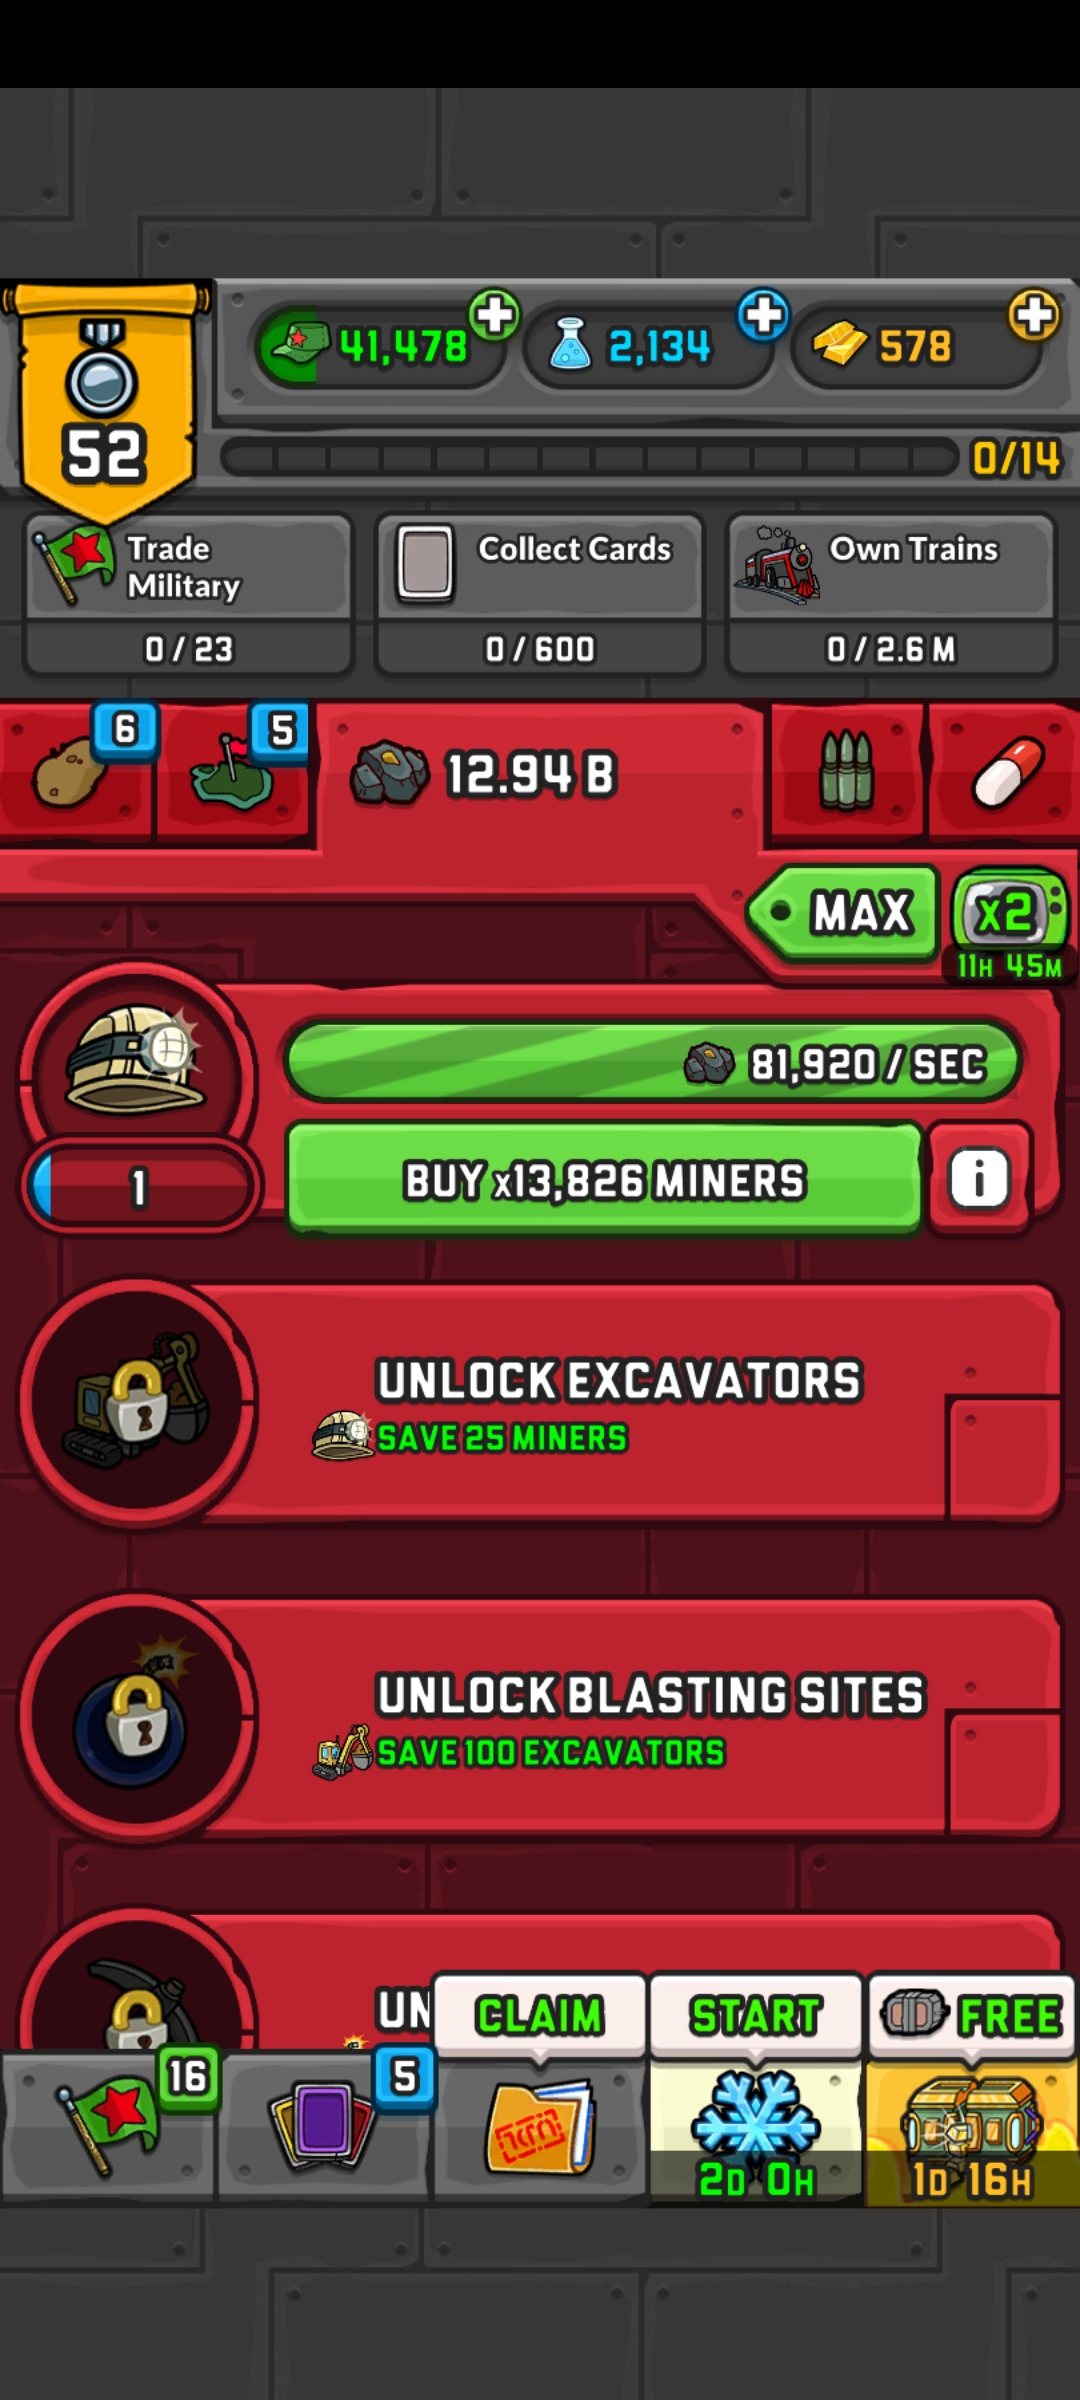 41,478
2,134
578
52
0/14
Trade
Military
Collect Cards
Own Trains
0 / 23
0 / 600
0 / 2.6 M
6
5
12.94 B
MAX
x2
11H 45M
81,920 / SEC
1
BUY x13,826 MINERS
i
UNLOCK EXCAVATORS
SAVE 25 MINERS
UNLOCK BLASTING SITES
SAVE 100 EXCAVATORS
UN
CLAIM
START
FREE
16
5
2D 0H
1D 16H